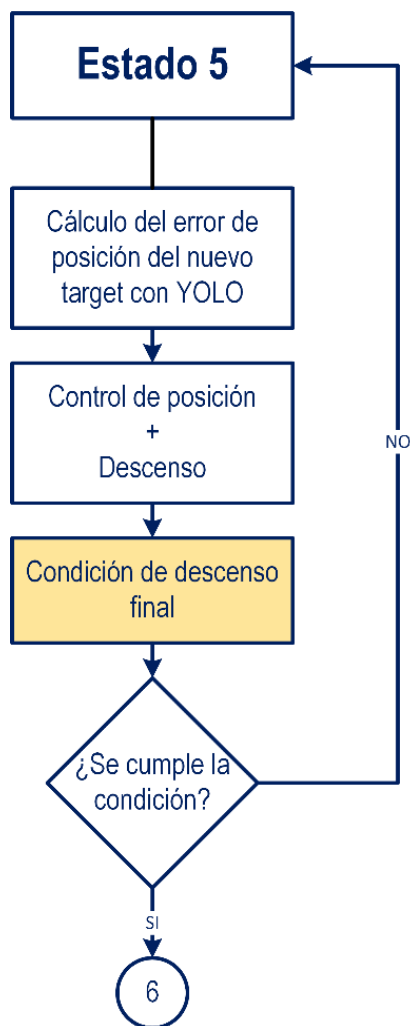 Estado 5
Cálculo del error de
posición del nuevo
target con YOLO
Control de posición
+
Descenso
NO
Condición de descenso
final
¿Se cumple la
condición?
SI
6